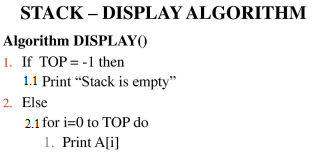 STACK – DISPLAY ALGORITHM
Algorithm DISPLAY()
1. If TOP = -1 then
1.1 Print “Stack is empty”
2. Else
2.1 for i=0 to TOP do
1. Print A[i]